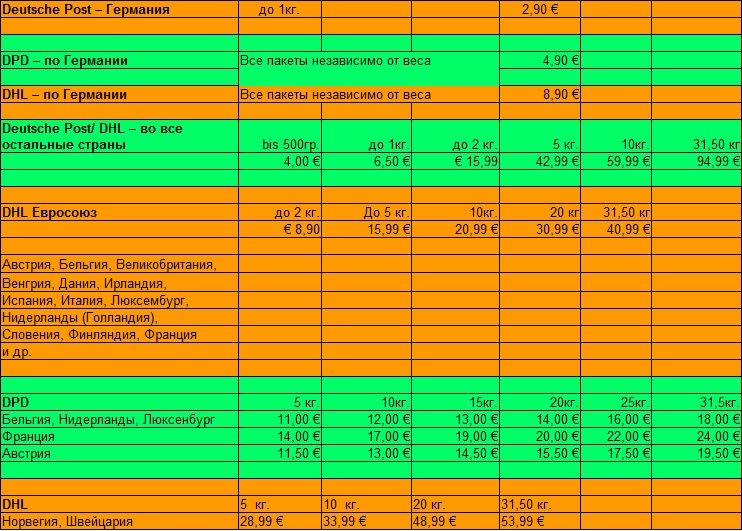 Deutsche Post – Германия до 1кг. 2,90 €
DPD – по Германии Все пакеты независимо от веса 4,90 €
DHL – по Германии Все пакеты независимо от веса 8,90 €
Deutsche Post/ DHL – во все
остальные страны bis 500гр. до 1кг. до 2 кг. 5 кг. 10кг. 31,50 кг
4,00 € 6,50 € € 15,99 42,99 € 59,99 € 94,99 €
DHL Евросоюз до 2 кг. До 5 кг. 10кг. 20 кг 31,50 кг
€ 8,90 15,99 € 20,99 € 30,99 € 40,99 €
Австрия, Бельгия, Великобритания,
Венгрия, Дания, Ирландия,
Испания, Италия, Люксембург,
Нидерланды (Голландия),
Словения, Финляндия, Франция
и др.
DPD 5 кг. 10кг. 15кг. 20кг. 25кг. 31,5кг.
Бельгия, Нидерланды, Люксенбург 11,00 € 12,00 € 13,00 € 14,00 € 16,00 € 18,00 €
Франция 14,00 € 17,00 € 19,00 € 20,00 € 22,00 € 24,00 €
Австрия 11,50 € 13,00 € 14,50 € 15,50 € 17,50 € 19,50 €
DHL 5 кг. 10 кг. 20 кг. 31,50 кг.
Норвегия, Швейцария 28,99 € 33,99 € 48,99 € 53,99 €